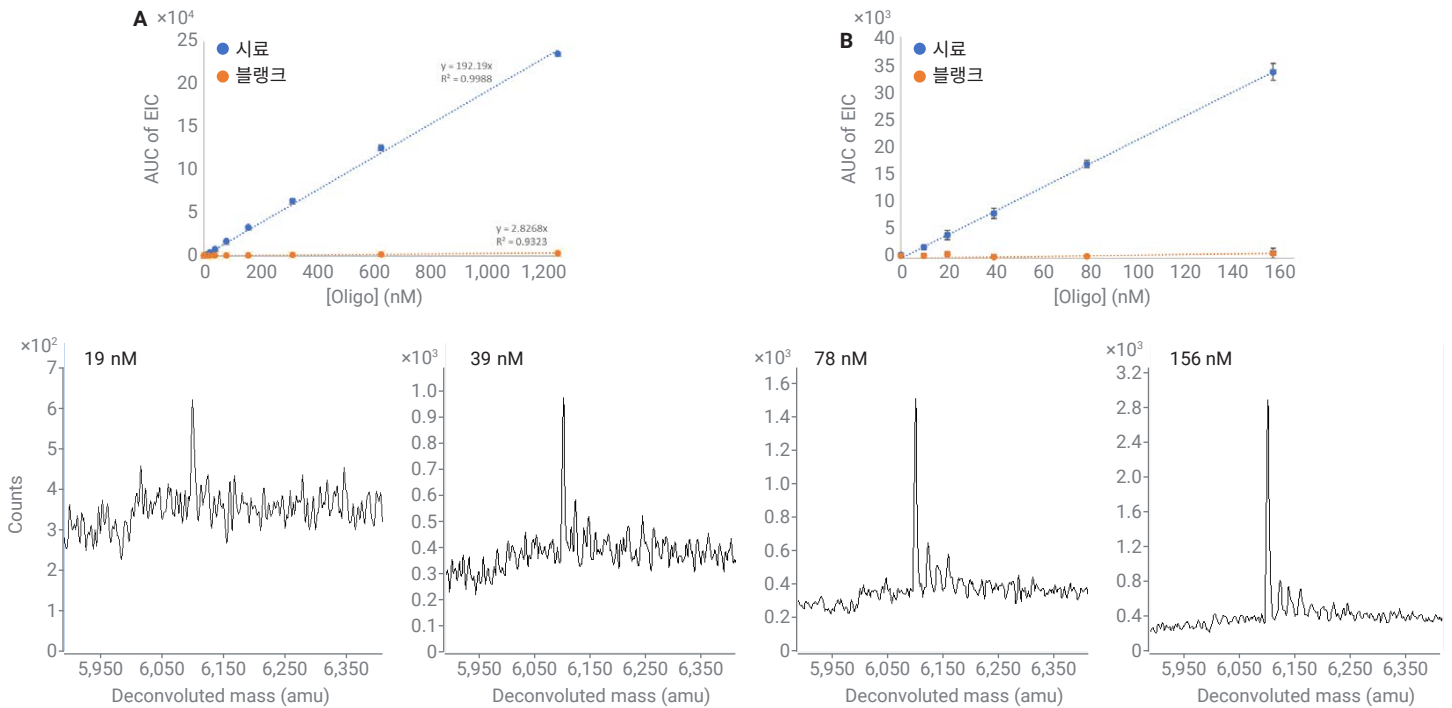 A
×10⁴
시료
블랭크
y = 192.19x
R² = 0.9988
y = 2.8268x
R² = 0.9323
25
20
15
10
5
0
AUC of EIC
0 200 400 600 800 1,000 1,200
[Oligo] (nM)
B
×10³
시료
블랭크
40
35
30
25
20
15
10
5
0
AUC of EIC
0 20 40 60 80 100 120 140 160
[Oligo] (nM)
×10²
19 nM
7
6
5
4
3
2
1
0
Counts
5,950 6,050 6,150 6,250 6,350
Deconvoluted mass (amu)
×10³
39 nM
1.0
0.9
0.8
0.7
0.6
0.5
0.4
0.3
0.2
0.1
0
5,950 6,050 6,150 6,250 6,350
Deconvoluted mass (amu)
×10³
78 nM
1.6
1.4
1.2
1.0
0.8
0.6
0.4
0.2
0
5,950 6,050 6,150 6,250 6,350
Deconvoluted mass (amu)
×10³
156 nM
3.2
2.8
2.4
2.0
1.6
1.2
0.8
0.4
0
5,950 6,050 6,150 6,250 6,350
Deconvoluted mass (amu)